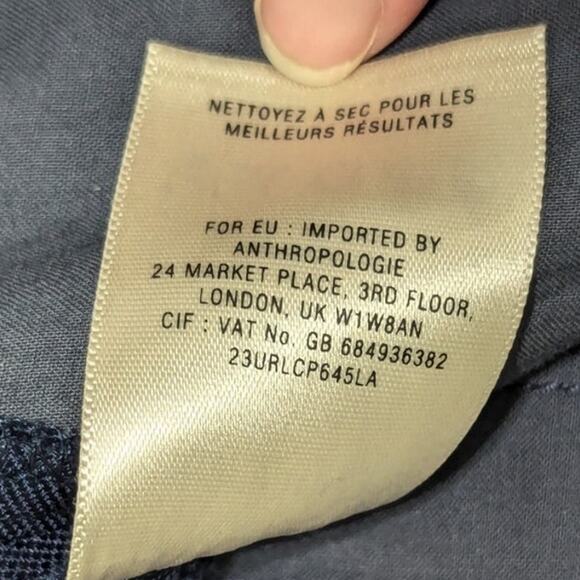 NETTOYEZ À SEC POUR LES
MEILLEURS RÉSULTATS
FOR EU : IMPORTED BY
ANTHROPOLOGIE
24 MARKET PLACE, 3RD FLOOR,
LONDON, UK W1W8AN
CIF : VAT No. GB 684936382
23URLCP645LA